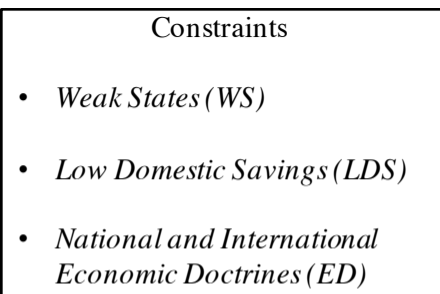 Constraints
• Weak States (WS)
• Low Domestic Savings (LDS)
• National and International
Economic Doctrines (ED)